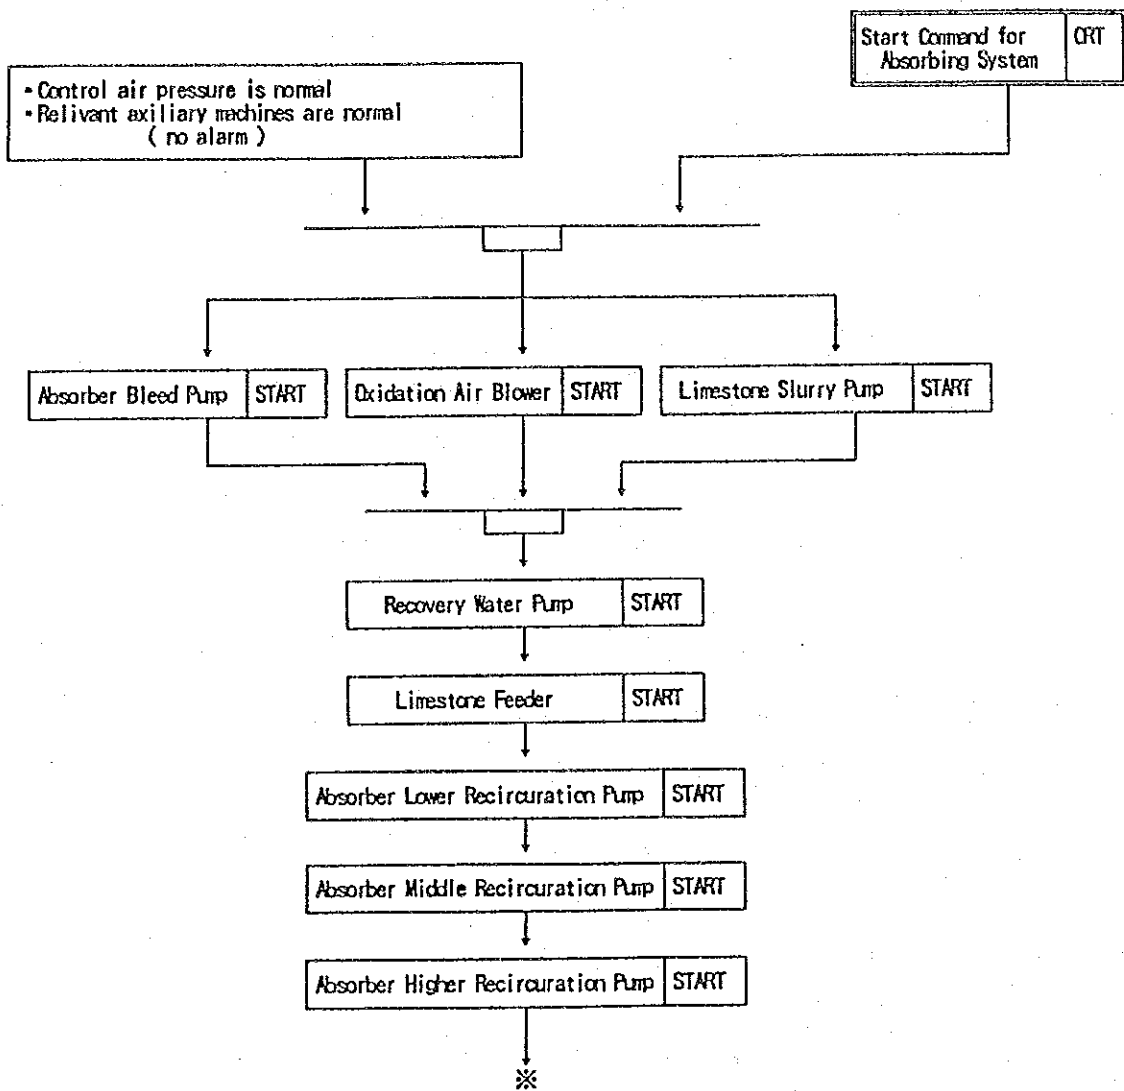 Start Command for CRT
Absorbing System
・Control air pressure is normal
・Relivant axiliary machines are normal
( no alarm )
Absorber Bleed Pump START
Oxidation Air Blower START
Limestone Slurry Pump START
Recovery Water Pump START
Limestone Feeder START
Absorber Lower Recircuration Pump START
Absorber Middle Recircuration Pump START
Absorber Higher Recircuration Pump START
※